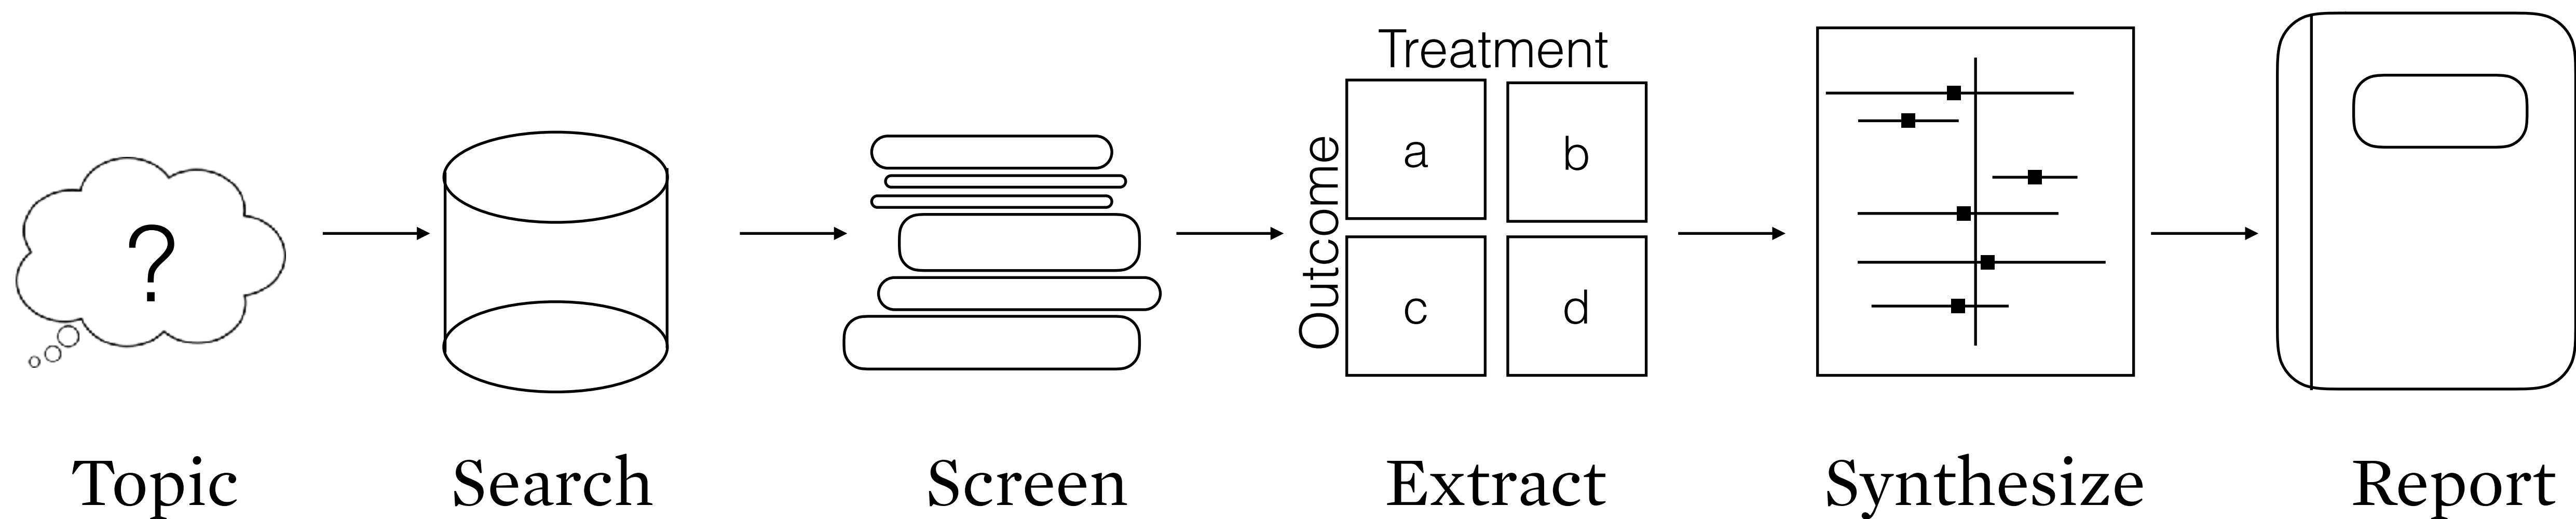 ?
Treatment
Outcome
a
b
c
d
Topic
Search
Screen
Extract
Synthesize
Report